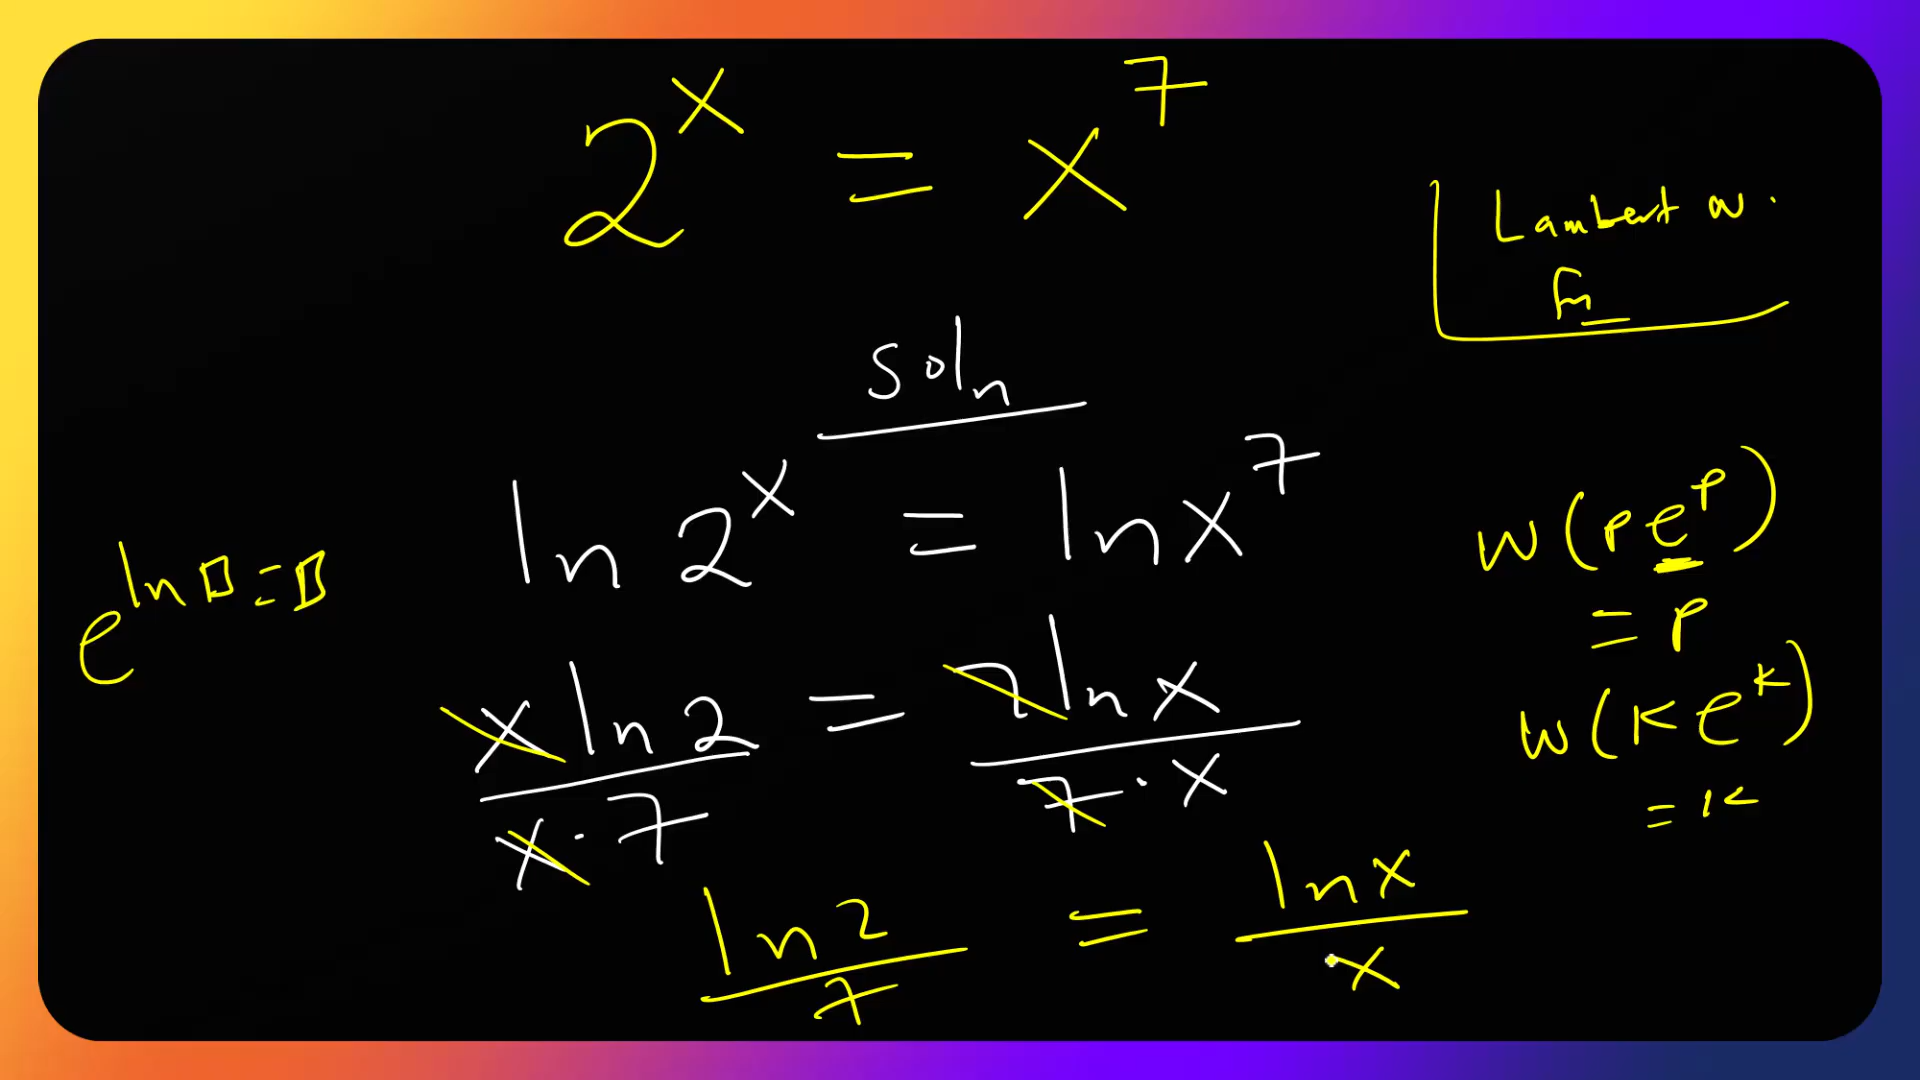 2^x = x^7
Lambert W.
Fn
soln
ln 2^x = ln x^7
W(Pe^P)
= P
e^ln▯ = ▯
x ln 2 / x · 7 = 7 ln x / 7 · x
W(Ke^K)
= K
ln 2 / 7 = ln x / x